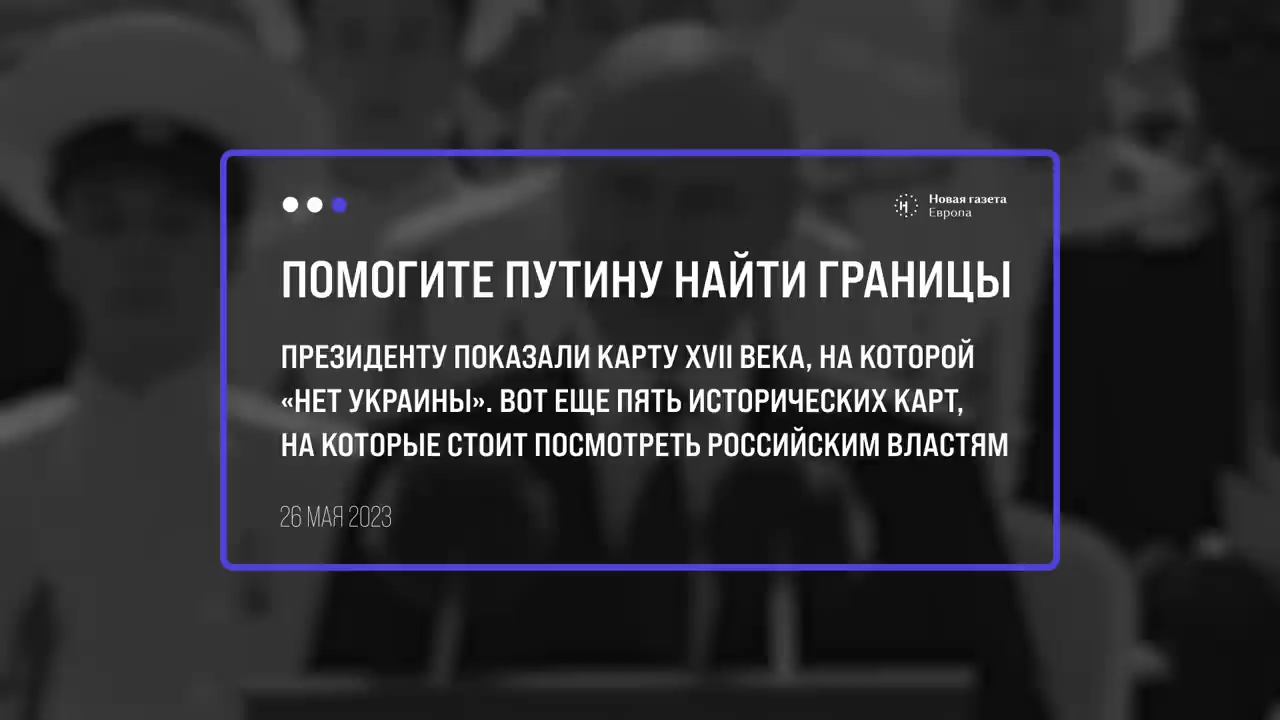 Новая газета
Европа
ПОМОГИТЕ ПУТИНУ НАЙТИ ГРАНИЦЫ
ПРЕЗИДЕНТУ ПОКАЗАЛИ КАРТУ XVII ВЕКА, НА КОТОРОЙ
«НЕТ УКРАИНЫ». ВОТ ЕЩЕ ПЯТЬ ИСТОРИЧЕСКИХ КАРТ,
НА КОТОРЫЕ СТОИТ ПОСМОТРЕТЬ РОССИЙСКИМ ВЛАСТЯМ
26 МАЯ 2023